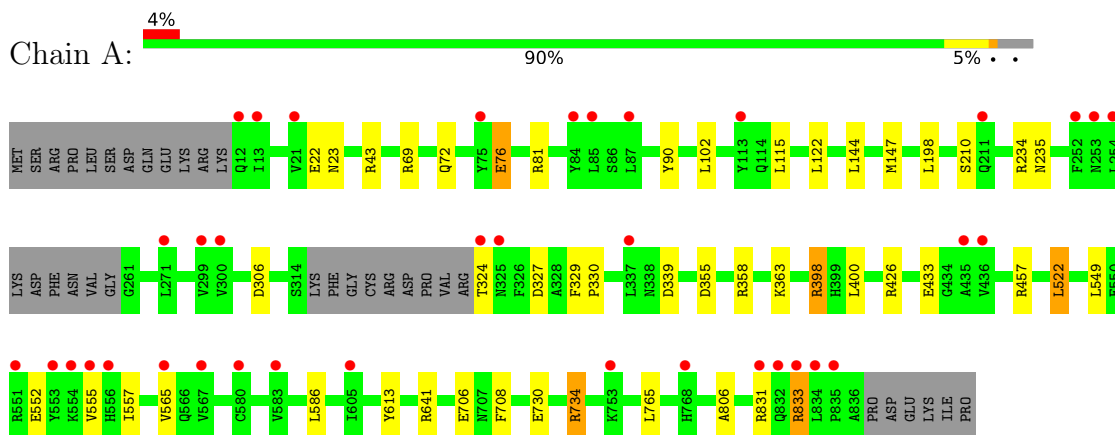 4%
Chain A:
90% 5% • •
MET SER ARG PRO LEU SER ASP GLN GLU LYS ARG LYS Q12 I13 V21 E22 N23 R43 R69 Q72 Y75 E76 R81 Y84 L85 S86 L87 Y90 L102 Y113 Q114 L115 L122 L144 M147 L198 S210 Q211 R234 N235 F252 N253 L254
LYS ASP PHE ASN VAL GLY G261 L271 V299 V300 D306 S314 LYS PHE GLY CYS ARG ASP PRO VAL ARG T324 N325 F326 D327 A328 F329 P330 L337 N338 D339 D355 R358 K363 R398 H399 L400 R426 E433 G434 A435 V436 R457 L522 L549 E550
R551 E552 Y553 K554 V555 H556 I557 V565 Q566 V567 C580 V583 L586 I605 Y613 R641 E706 N707 F708 E730 R734 K753 L765 H788 A806 R831 Q832 R833 L834 P835 A836 PRO ASP GLU LYS ILE PRO